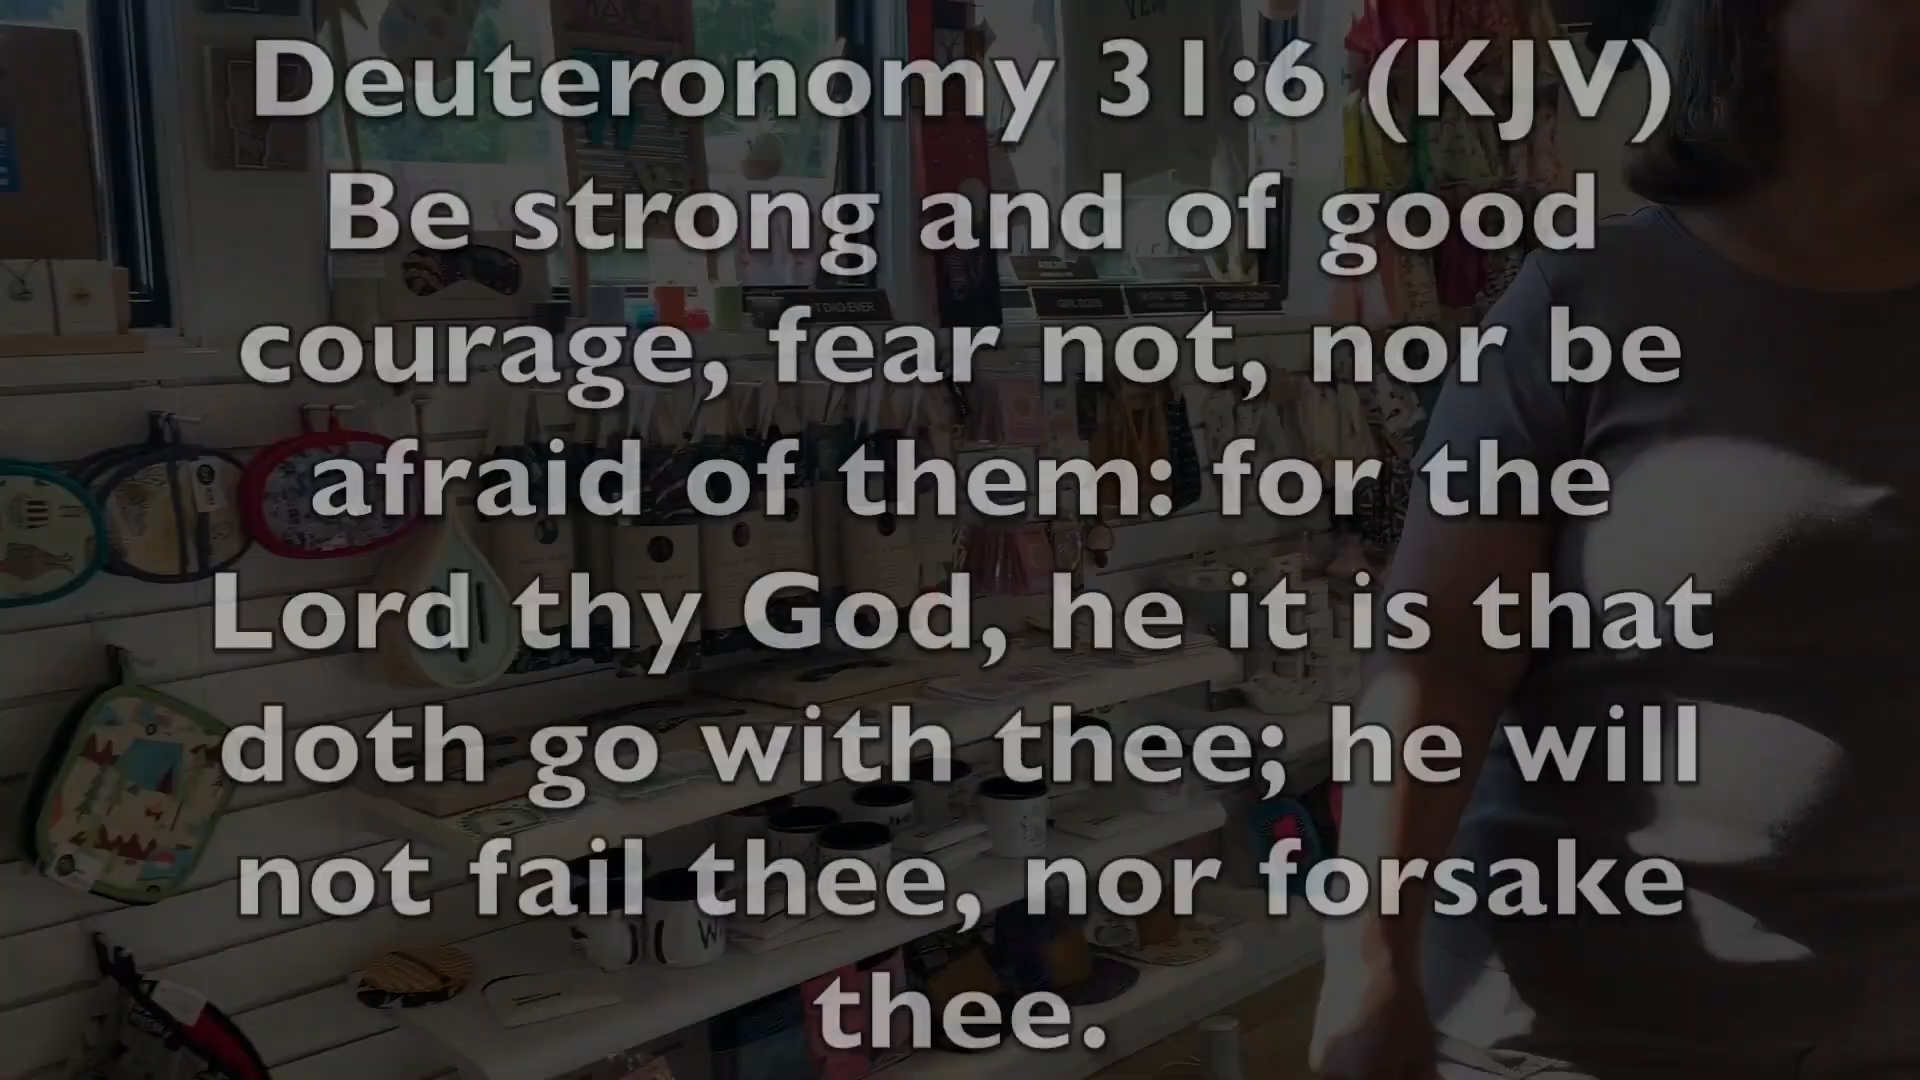 Deuteronomy 31:6 (KJV)
Be strong and of good
courage, fear not, nor be
afraid of them: for the
Lord thy God, he it is that
doth go with thee; he will
not fail thee, nor forsake
thee.